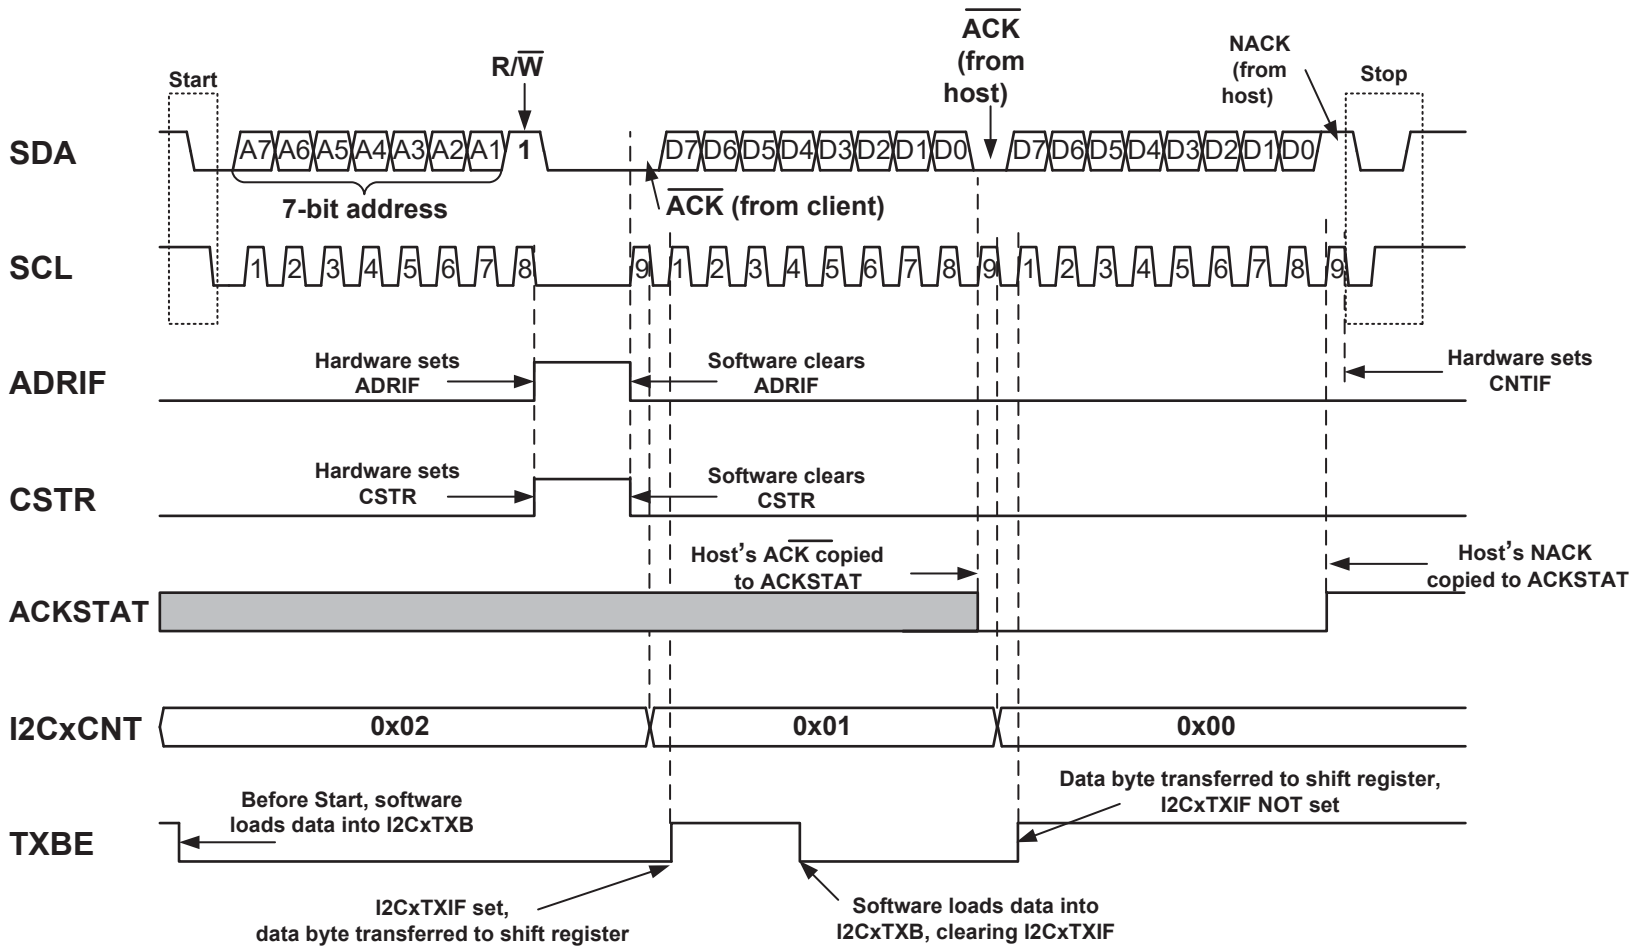 ACK
(from
host)
NACK
(from
host)
Start
R/W
Stop
SDA
A7 A6 A5 A4 A3 A2 A1 1 D7 D6 D5 D4 D3 D2 D1 D0 D7 D6 D5 D4 D3 D2 D1 D0
7-bit address
ACK (from client)
SCL
1 2 3 4 5 6 7 8 9 1 2 3 4 5 6 7 8 9 1 2 3 4 5 6 7 8 9
ADRIF
Hardware sets
ADRIF
Software clears
ADRIF
Hardware sets
CNTIF
CSTR
Hardware sets
CSTR
Software clears
CSTR
Host’s ACK copied
to ACKSTAT
Host’s NACK
copied to ACKSTAT
ACKSTAT
I2CxCNT
0x02 0x01 0x00
TXBE
Before Start, software
loads data into I2CxTXB
Data byte transferred to shift register,
I2CxTXIF NOT set
I2CxTXIF set,
data byte transferred to shift register
Software loads data into
I2CxTXB, clearing I2CxTXIF